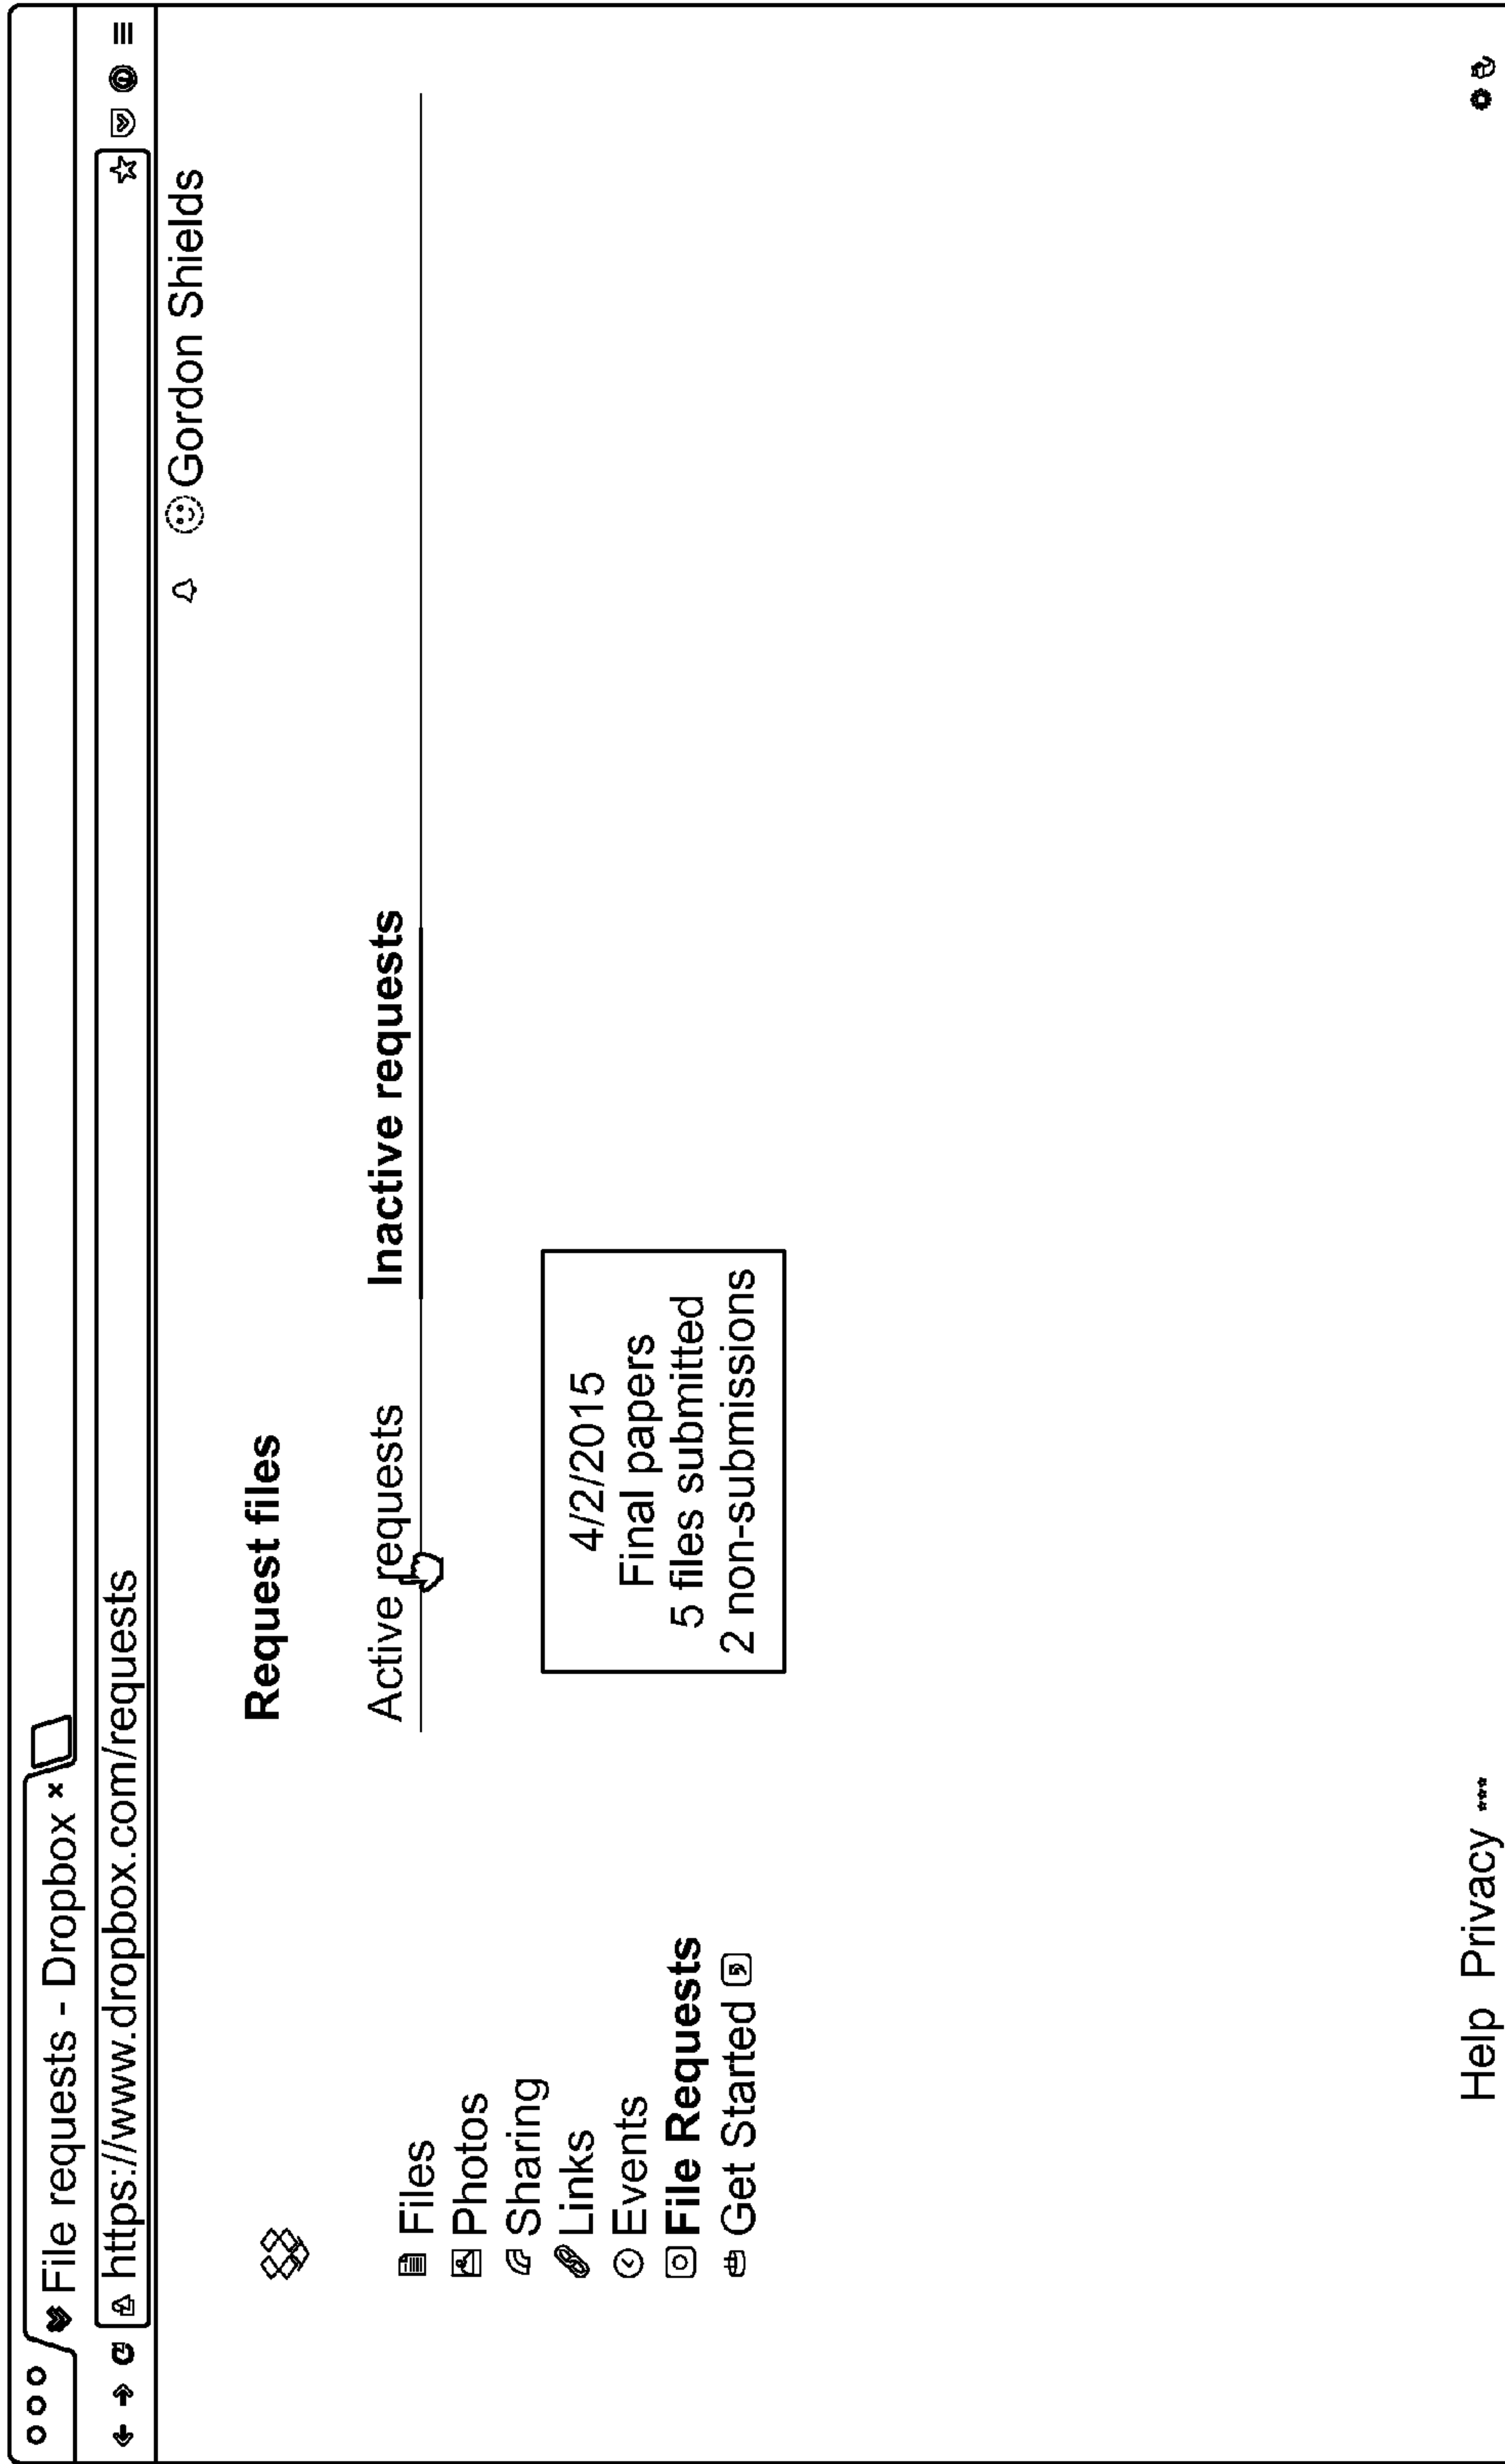 File requests - Dropbox
https://www.dropbox.com/requests
Gordon Shields
Request files
Active requests Inactive requests
Files
Photos
Sharing
Links
Events
File Requests
Get Started
4/2/2015
Final papers
5 files submitted
2 non-submissions
Help Privacy